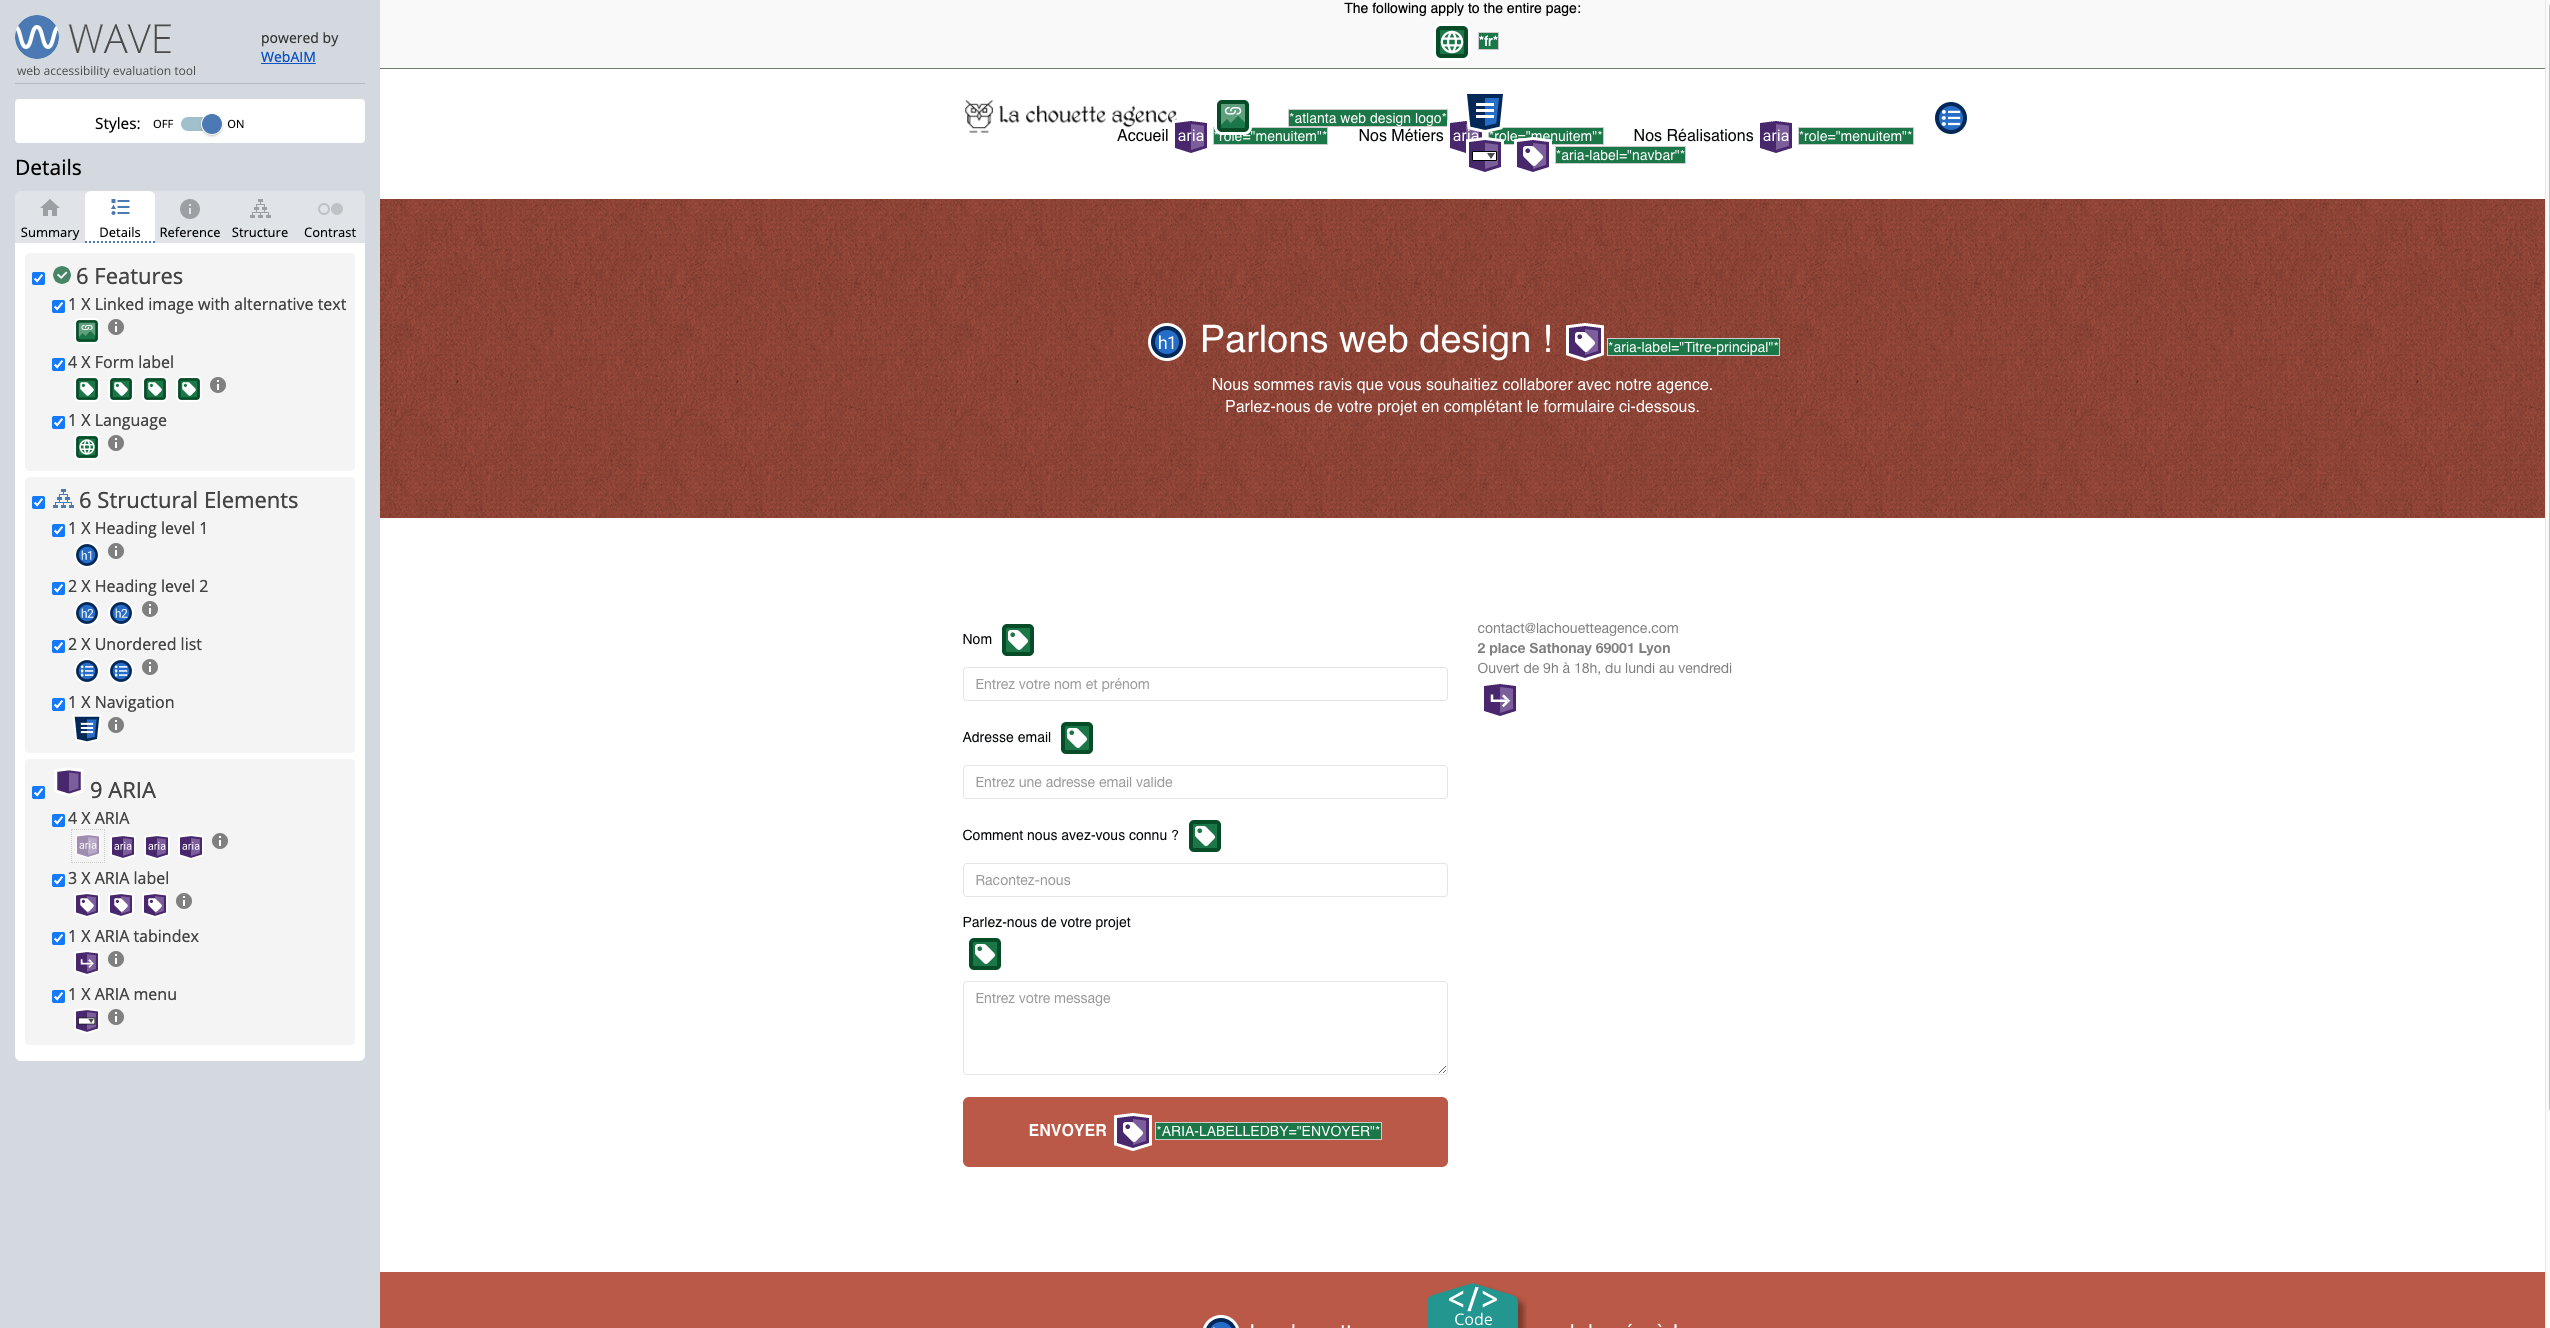 WAVE
powered by
WebAIM
web accessibility evaluation tool
Styles: OFF ON
Details
Summary Details Reference Structure Contrast
6 Features
1 X Linked image with alternative text
4 X Form label
1 X Language
6 Structural Elements
1 X Heading level 1
h1
2 X Heading level 2
h2 h2
2 X Unordered list
1 X Navigation
9 ARIA
4 X ARIA
aria aria aria aria
3 X ARIA label
1 X ARIA tabindex
1 X ARIA menu
The following apply to the entire page:
*fr*
La chouette agence
*atlanta web design logo*
Accueil aria *role="menuitem"* Nos Métiers aria *role="menuitem"* Nos Réalisations aria *role="menuitem"*
*aria-label="navbar"*
h1 Parlons web design ! *aria-label="Titre-principal"*
Nous sommes ravis que vous souhaitiez collaborer avec notre agence.
Parlez-nous de votre projet en complétant le formulaire ci-dessous.
Nom
Entrez votre nom et prénom
Adresse email
Entrez une adresse email valide
Comment nous avez-vous connu ?
Racontez-nous
Parlez-nous de votre projet
Entrez votre message
ENVOYER *ARIA-LABELLEDBY="ENVOYER"*
contact@lachouetteagence.com
2 place Sathonay 69001 Lyon
Ouvert de 9h à 18h, du lundi au vendredi
</>
Code